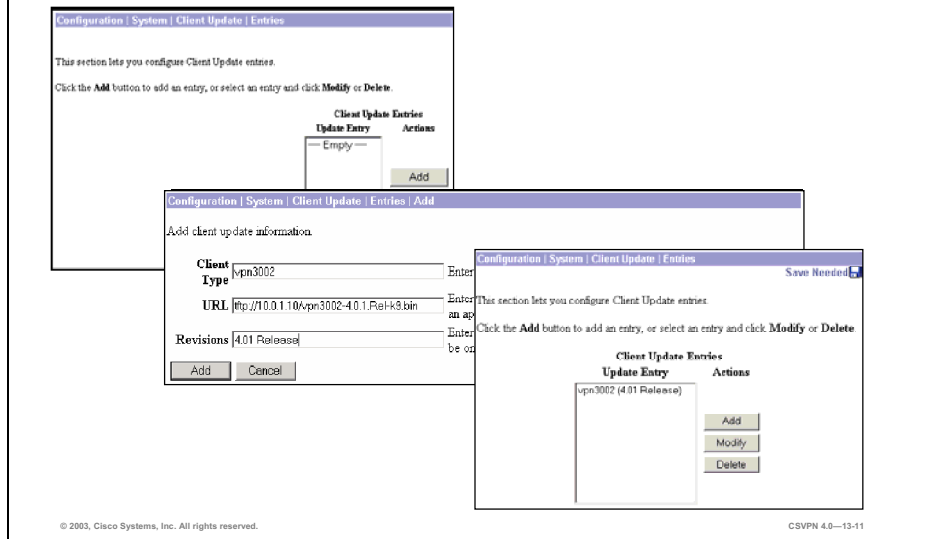 Configuration | System | Client Update | Entries
This section lets you configure Client Update entries.
Click the Add button to add an entry, or select an entry and click Modify or Delete.
Client Update Entries
Update Entry Actions
--- Empty ---
Add
Configuration | System | Client Update | Entries | Add
Add client update information.
Client Type vpn3002 Enter
URL tftp://10.0.1.10/vpn3002-4.0.1.Rel-k9.bin Enter
an ap
Revisions 4.01 Release Enter
be on
Add Cancel
Configuration | System | Client Update | Entries
Save Needed
This section lets you configure Client Update entries.
Click the Add button to add an entry, or select an entry and click Modify or Delete
Client Update Entries
Update Entry Actions
vpn3002 (4.01 Release)
Add
Modify
Delete
© 2003, Cisco Systems, Inc. All rights reserved.
CSVPN 4.0—13-11